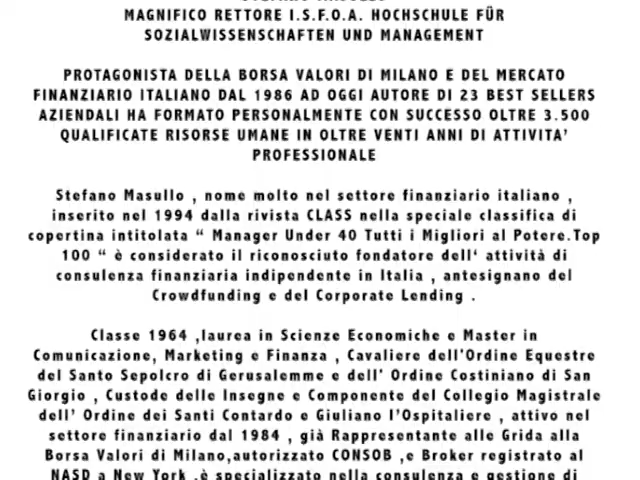 MAGNIFICO RETTORE I.S.F.O.A. HOCHSCHULE FÜR
SOZIALWISSENSCHAFTEN UND MANAGEMENT
PROTAGONISTA DELLA BORSA VALORI DI MILANO E DEL MERCATO
FINANZIARIO ITALIANO DAL 1986 AD OGGI AUTORE DI 23 BEST SELLERS
AZIENDALI HA FORMATO PERSONALMENTE CON SUCCESSO OLTRE 3.500
QUALIFICATE RISORSE UMANE IN OLTRE VENTI ANNI DI ATTIVITA'
PROFESSIONALE
Stefano Masullo , nome molto nel settore finanziario italiano ,
inserito nel 1994 dalla rivista CLASS nella speciale classifica di
copertina intitolata “ Manager Under 40 Tutti i Migliori al Potere.Top
100 “ è considerato il riconosciuto fondatore dell‘ attività di
consulenza finanziaria indipendente in Italia , antesignano del
Crowdfunding e del Corporate Lending .
Classe 1964 ,laurea in Scienze Economiche e Master in
Comunicazione, Marketing e Finanza , Cavaliere dell'Ordine Equestre
del Santo Sepolcro di Gerusalemme e dell' Ordine Costiniano di San
Giorgio , Custode delle Insegne e Componente del Collegio Magistrale
dell’ Ordine dei Santi Contardo e Giuliano l’Ospitaliere , attivo nel
settore finanziario dal 1984 , già Rappresentante alle Grida alla
Borsa Valori di Milano,autorizzato CONSOB ,e Broker registrato al
NASD a New York ,è specializzato nella consulenza e gestione di